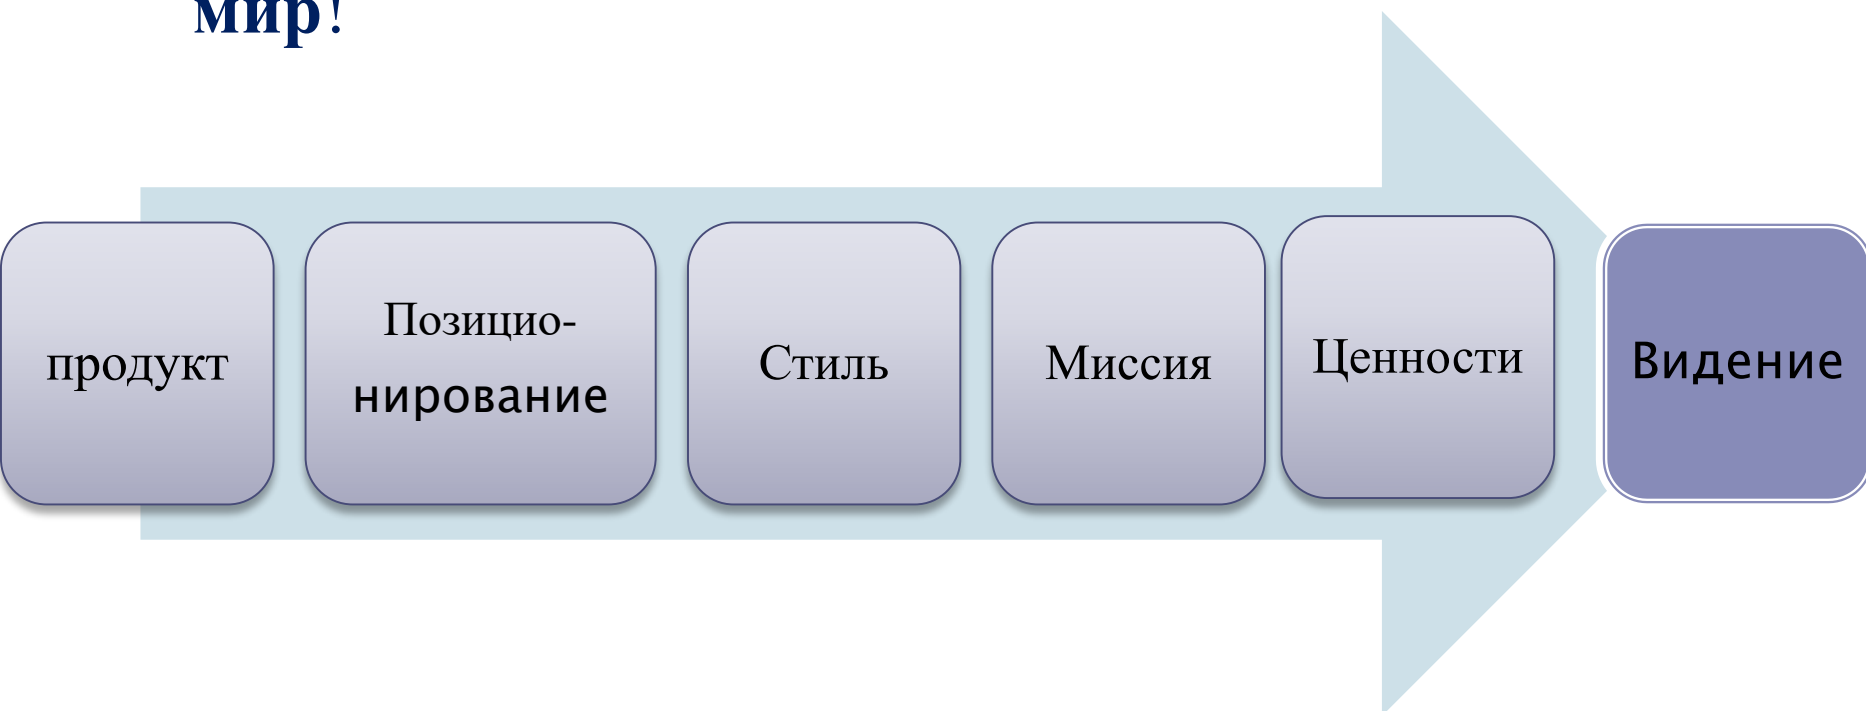 мир!
продукт
Позицио-
нирование
Стиль
Миссия
Ценности
Видение